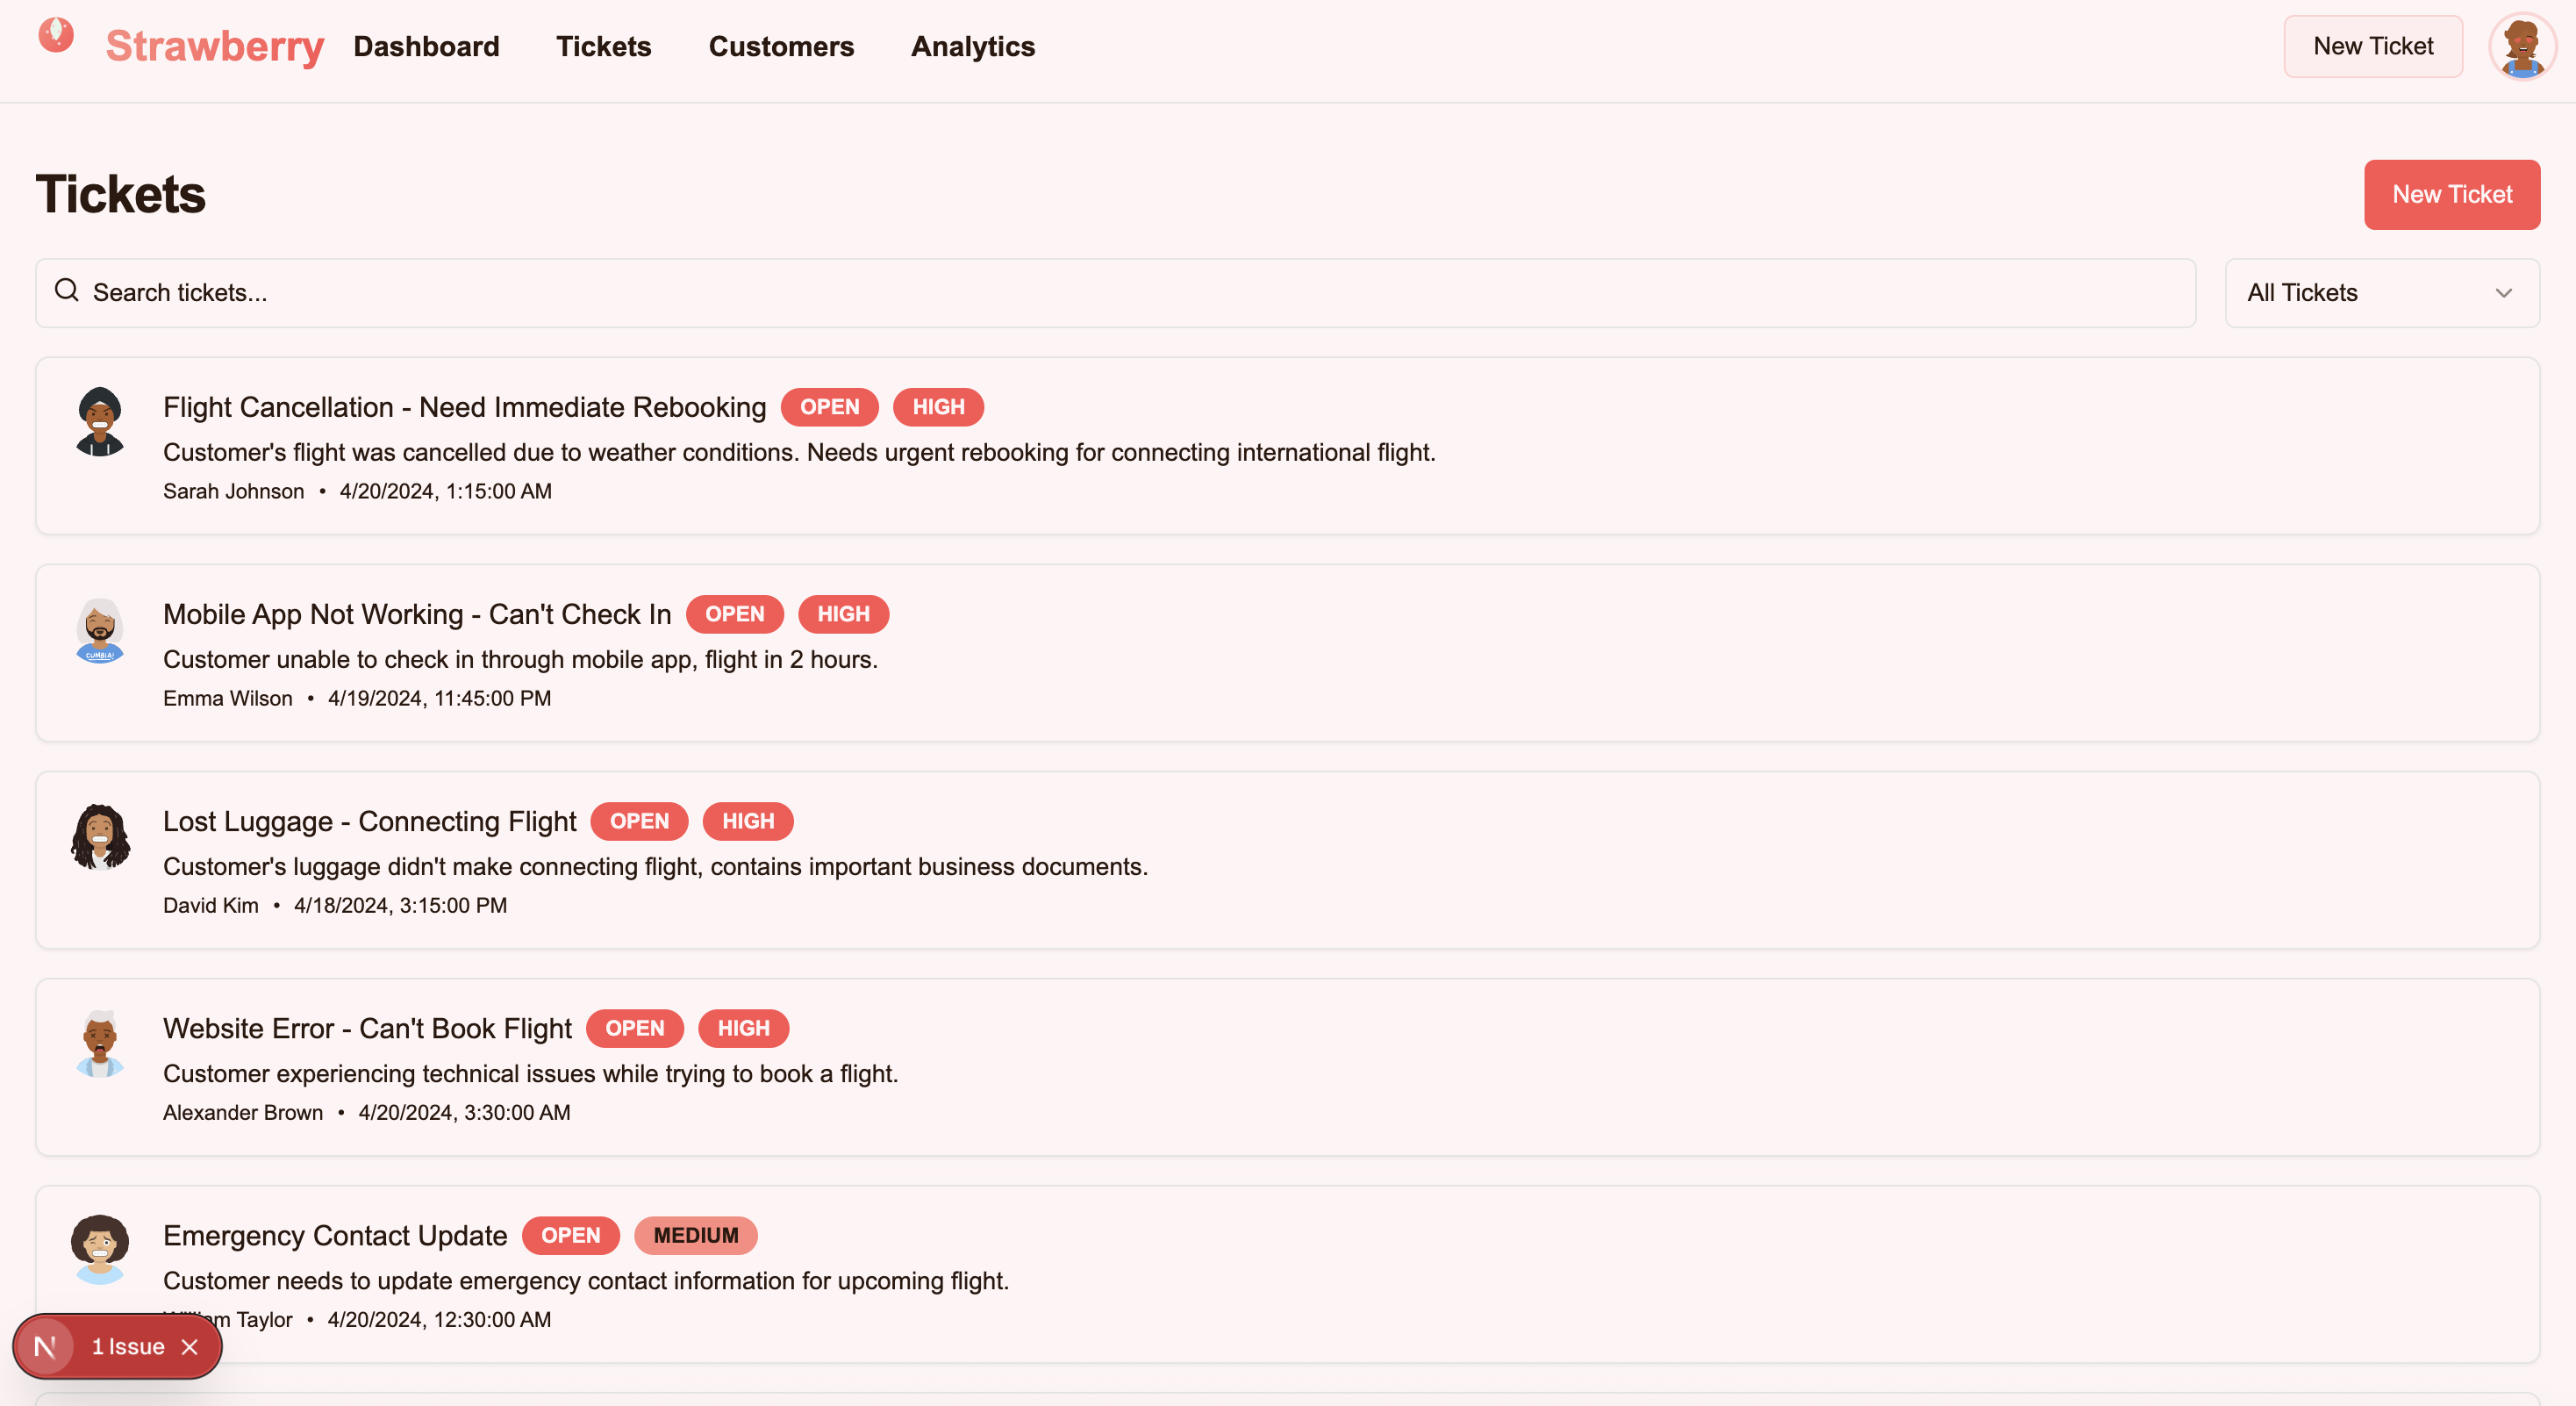 Strawberry Dashboard Tickets Customers Analytics New Ticket
Tickets
New Ticket
Search tickets...
All Tickets
Flight Cancellation - Need Immediate Rebooking OPEN HIGH
Customer's flight was cancelled due to weather conditions. Needs urgent rebooking for connecting international flight.
Sarah Johnson • 4/20/2024, 1:15:00 AM
Mobile App Not Working - Can't Check In OPEN HIGH
CUMBIA!
Customer unable to check in through mobile app, flight in 2 hours.
Emma Wilson • 4/19/2024, 11:45:00 PM
Lost Luggage - Connecting Flight OPEN HIGH
Customer's luggage didn't make connecting flight, contains important business documents.
David Kim • 4/18/2024, 3:15:00 PM
Website Error - Can't Book Flight OPEN HIGH
Customer experiencing technical issues while trying to book a flight.
Alexander Brown • 4/20/2024, 3:30:00 AM
Emergency Contact Update OPEN MEDIUM
Customer needs to update emergency contact information for upcoming flight.
Taylor • 4/20/2024, 12:30:00 AM
N 1 Issue